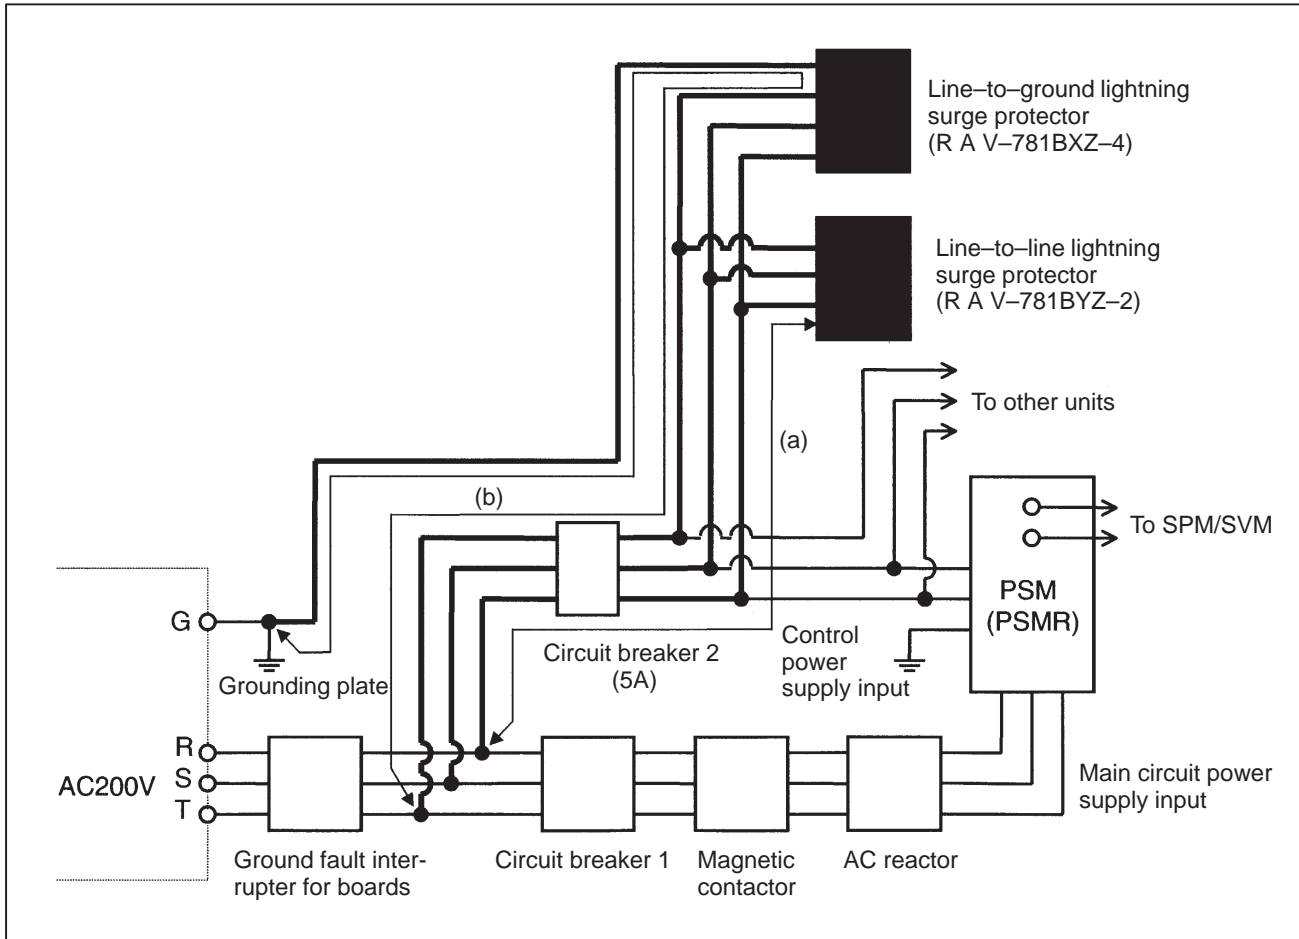 Line–to–ground lightning
surge protector
(R A V–781BXZ–4)
Line–to–line lightning
surge protector
(R A V–781BYZ–2)
To other units
(a)
(b)
To SPM/SVM
PSM
(PSMR)
G
Control
power
supply input
Circuit breaker 2
(5A)
Grounding plate
R
AC200V
S
T
Main circuit power
supply input
Ground fault inter-
rupter for boards
Circuit breaker 1
Magnetic
contactor
AC reactor